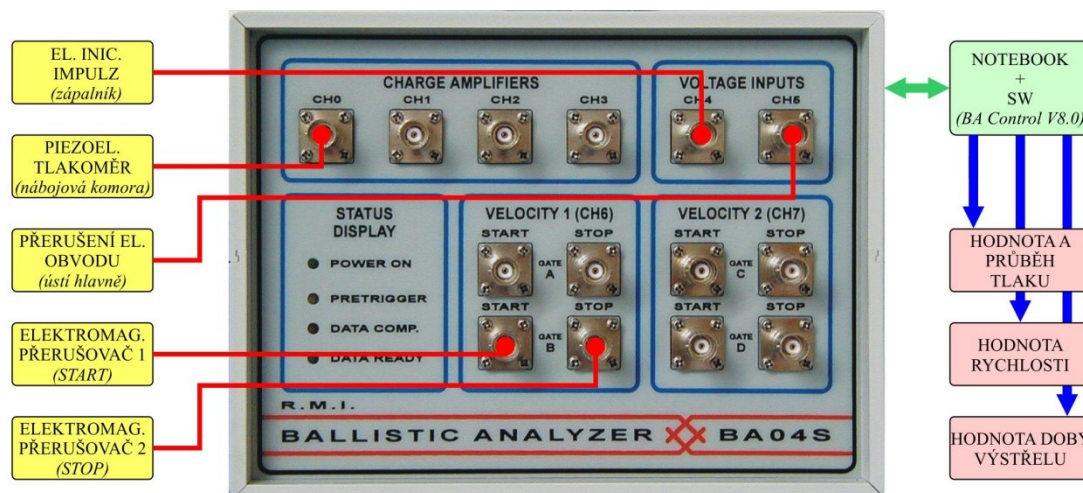 EL. INIC.
IMPULZ
(zápalník)
PIEZOEL.
TLAKOMĚR
(nábojová komora)
PŘERUŠENÍ EL.
OBVODU
(ústí hlavně)
ELEKTROMAG.
PŘERUŠOVAČ 1
(START)
ELEKTROMAG.
PŘERUŠOVAČ 2
(STOP)
CHARGE AMPLIFIERS
CH0 CH1 CH2 CH3
VOLTAGE INPUTS
CH4 CH5
STATUS
DISPLAY
POWER ON
PRETRIGGER
DATA COMP.
DATA READY
VELOCITY 1 (CH6)
START STOP
GATE
A
START STOP
GATE
B
VELOCITY 2 (CH7)
START STOP
GATE
C
START STOP
GATE
D
R.M.I.
BALLISTIC ANALYZER BA04S
NOTEBOOK
+
SW
(BA Control V8.0)
HODNOTA A
PRŮBĚH
TLAKU
HODNOTA
RYCHLOSTI
HODNOTA DOBY
VÝSTŘELU